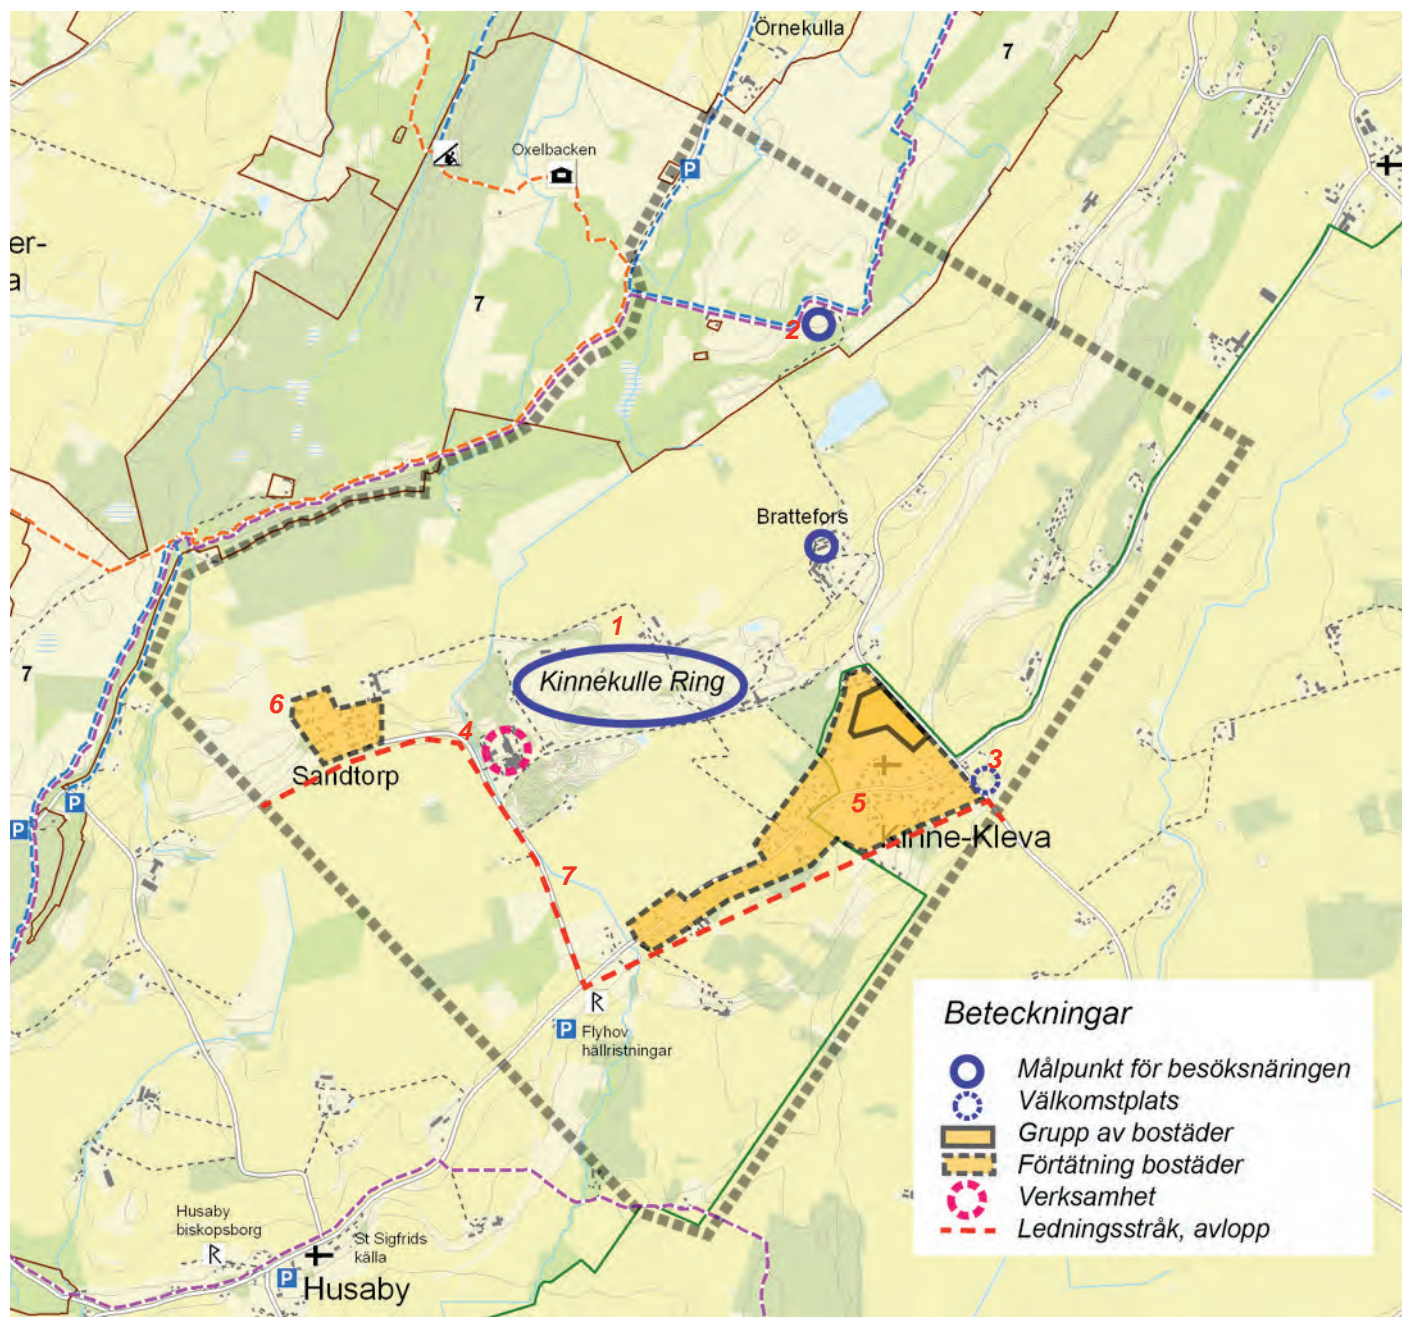 Örnekulla
7
Oxelbacken
P
er-
a
7
2
Brattefors
1
Kinnekulle Ring
7
6
4
3
Sandtorp
5
Kinne-Kleva
P
P
7
R
P
Flyhov
hällristningar
Beteckningar
Målpunkt för besöksnäringen
Välkomstplats
Grupp av bostäder
Förtätning bostäder
Verksamhet
Ledningsstråk, avlopp
Husaby
biskopsborg
R
St Sigfrids
källa
P
Husaby